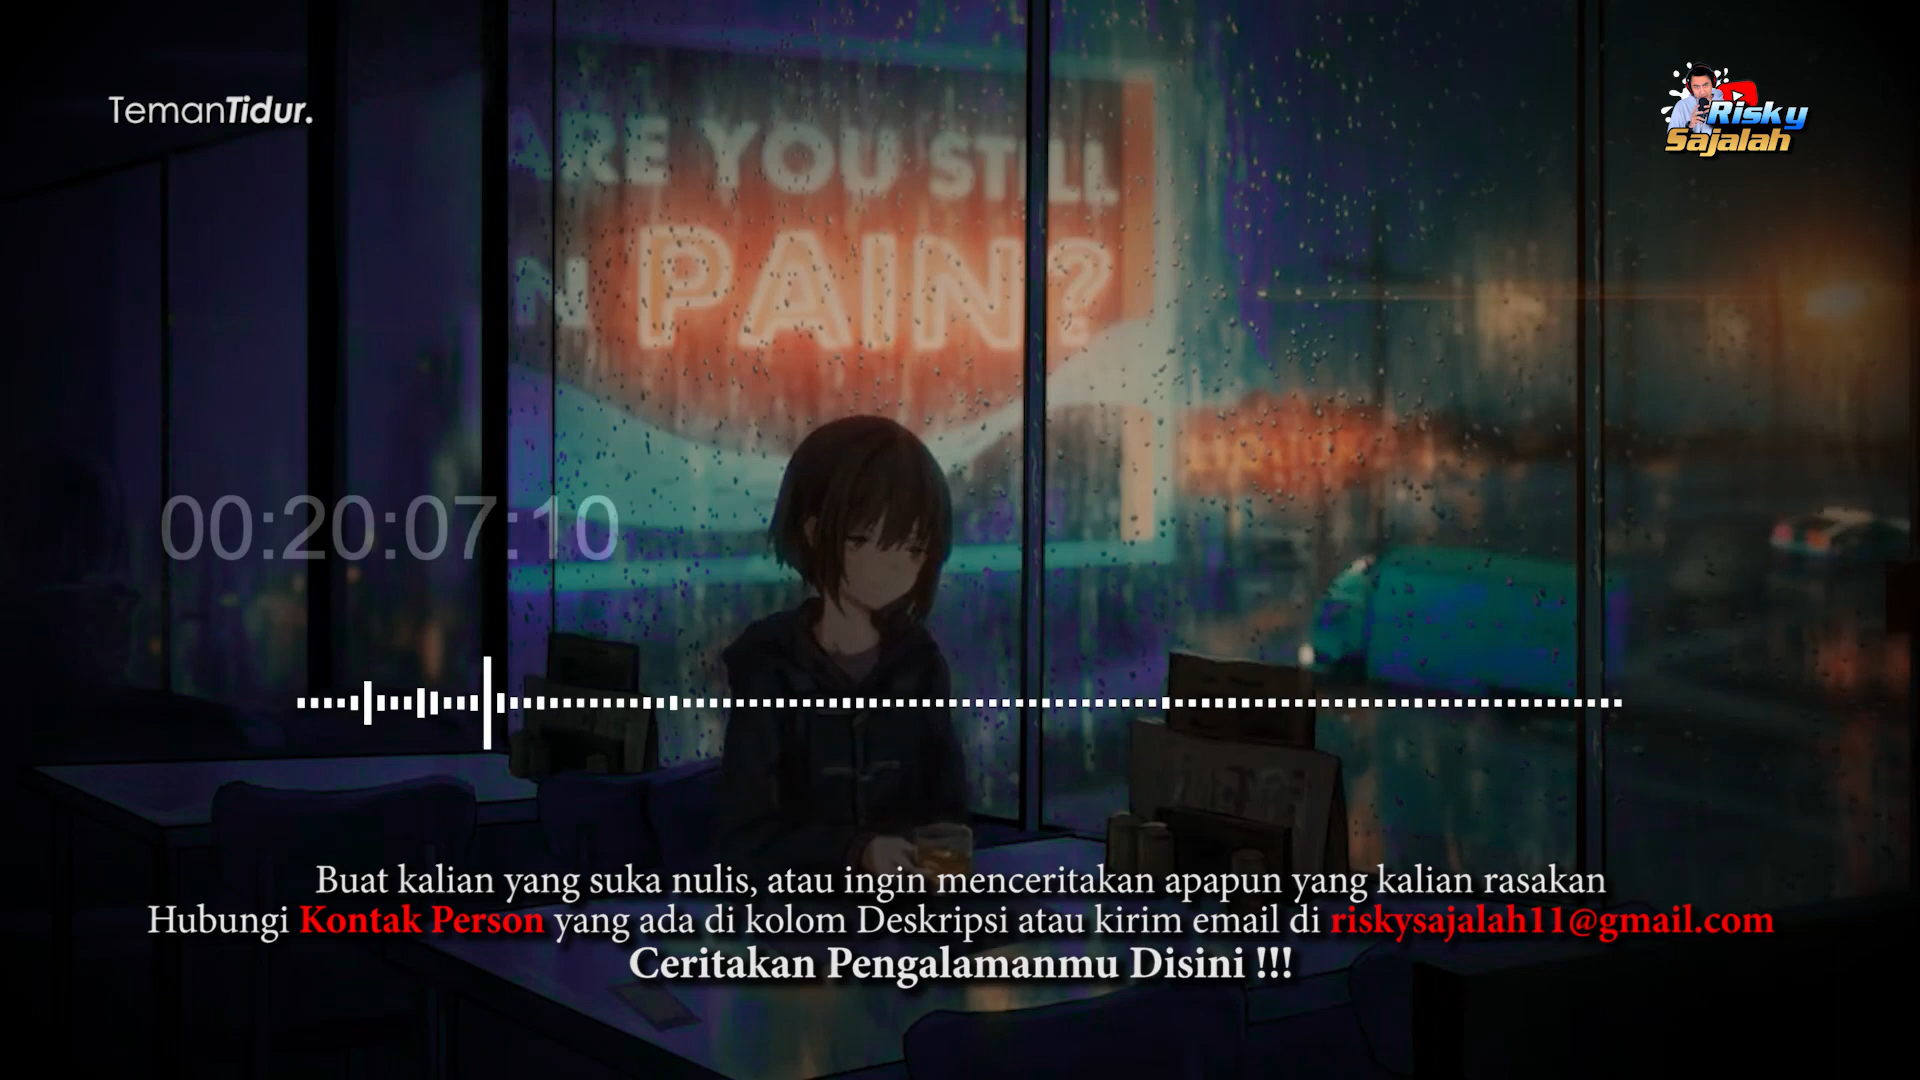 TemanTidur.
Risky
Sajalah
ARE YOU STILL
IN PAIN?
00:20:07:10
Buat kalian yang suka nulis, atau ingin menceritakan apapun yang kalian rasakan
Hubungi Kontak Person yang ada di kolom Deskripsi atau kirim email di riskysajalah11@gmail.com
Ceritakan Pengalamanmu Disini !!!